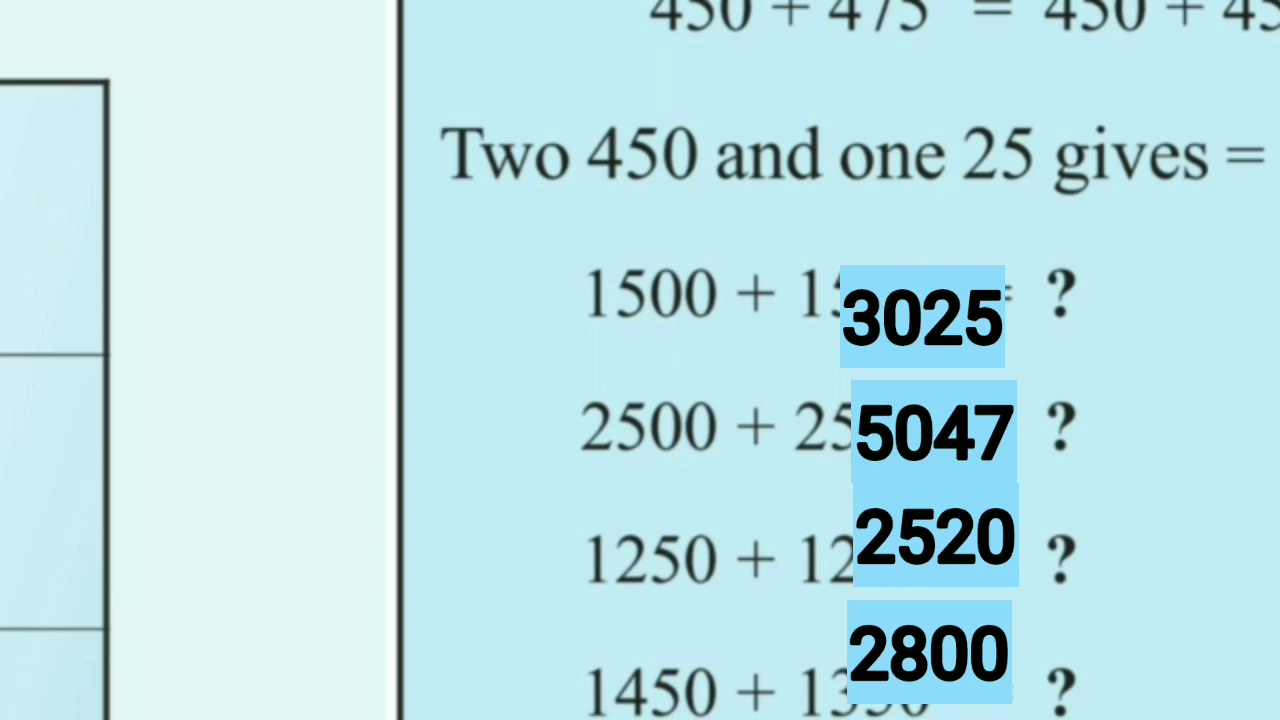 450 + 475 = 450 + 45
Two 450 and one 25 gives =
1500 + 15 3025 = ?
2500 + 25 5047 ?
1250 + 12 2520 ?
1450 + 1350 2800 ?